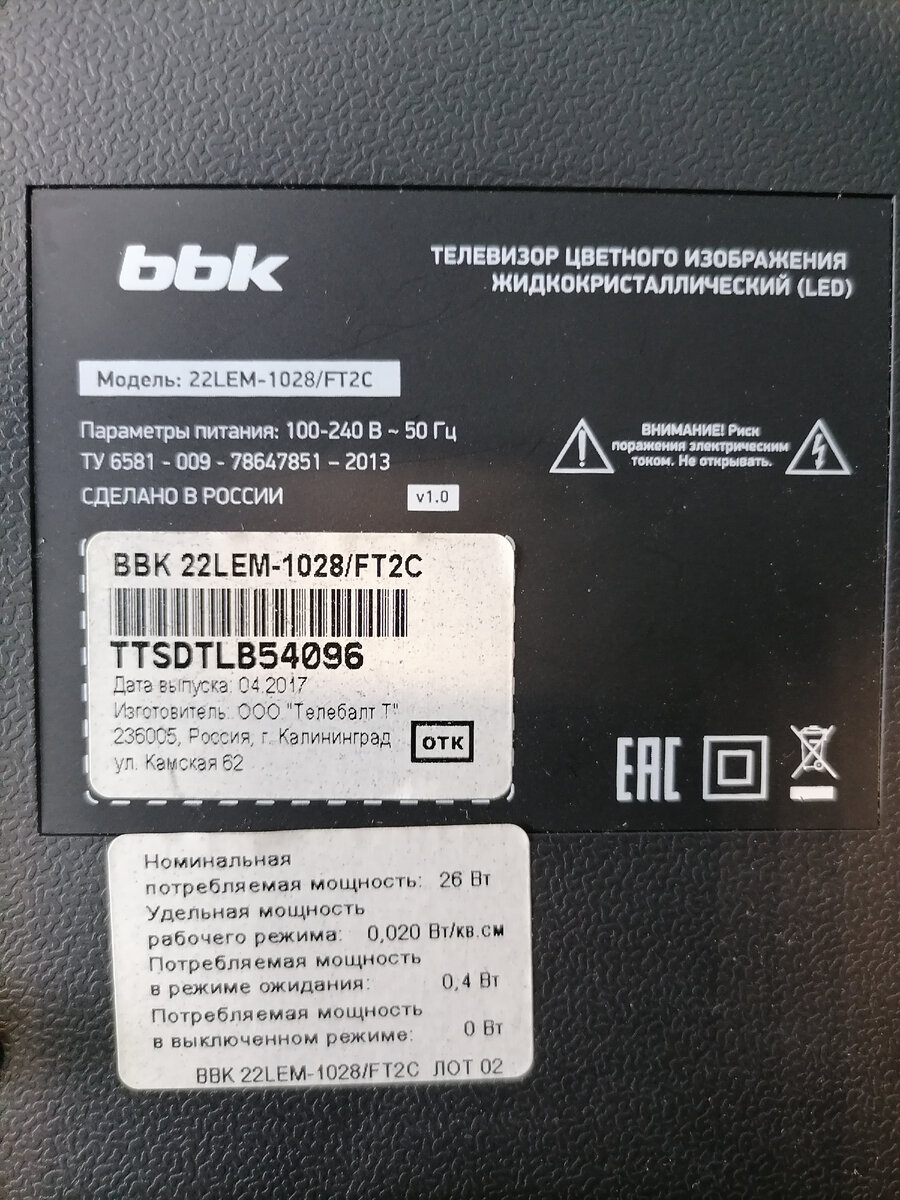 bbk
ТЕЛЕВИЗОР ЦВЕТНОГО ИЗОБРАЖЕНИЯ
ЖИДКОКРИСТАЛЛИЧЕСКИЙ (LED)
Модель: 22LEM-1028/FT2C
Параметры питания: 100-240 В ~ 50 Гц
ТУ 6581 - 009 - 78647851 – 2013
СДЕЛАНО В РОССИИ
v1.0
ВНИМАНИЕ! Риск
поражения электрическим
током. Не открывать.
BBK 22LEM-1028/FT2C
TTSDTLB54096
Дата выпуска: 04.2017
Изготовитель: ООО "Телебалт Т"
236005, Россия, г. Калининград
ул. Камская 62
ОТК
EAC
Номинальная
потребляемая мощность: 26 Вт
Удельная мощность
рабочего режима: 0,020 Вт/кв.см
Потребляемая мощность
в режиме ожидания: 0,4 Вт
Потребляемая мощность
в выключенном режиме: 0 Вт
BBK 22LEM-1028/FT2C ЛОТ 02